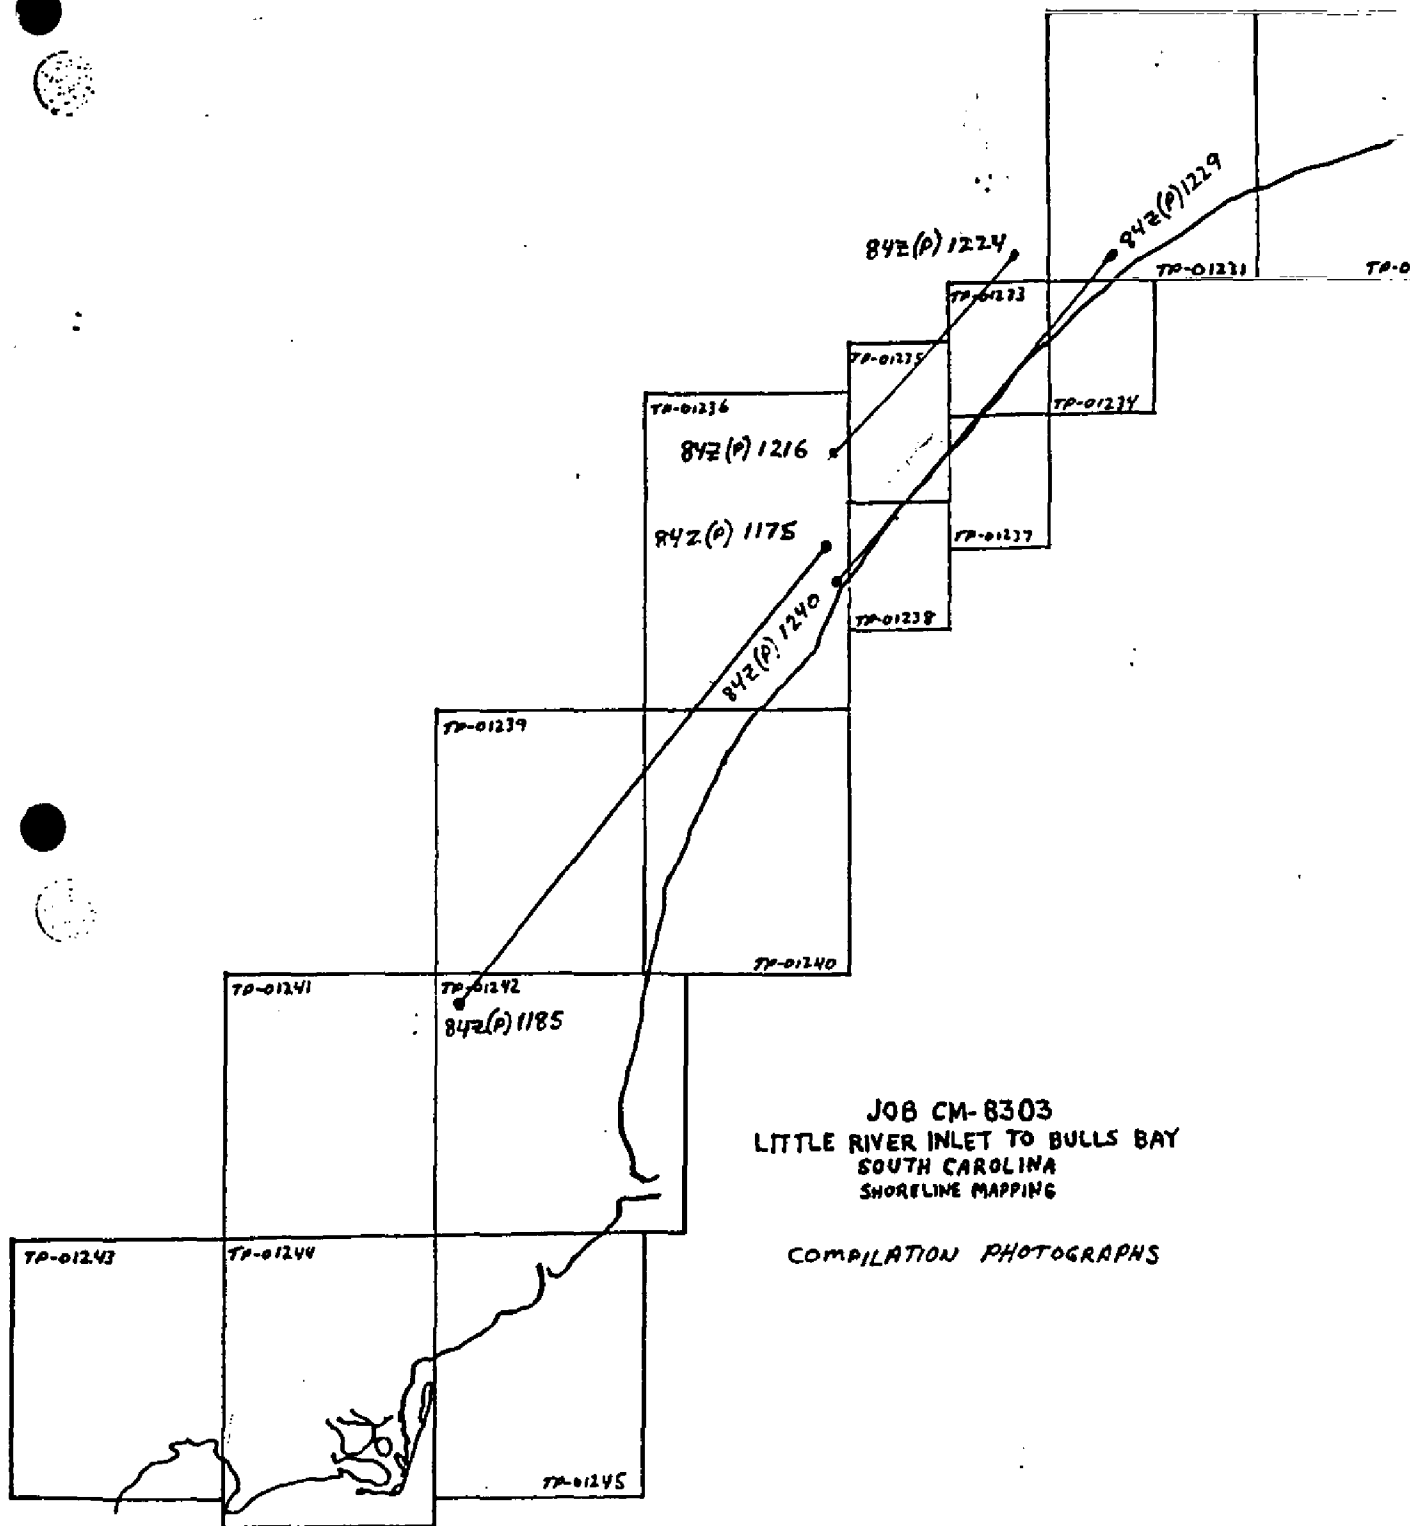 84Z(P)1229
84Z(P) 1224
TP-01231
TP-0
TP-01233
TP-01235
TP-01236
TP-01234
84Z(P) 1216
84Z(P) 1175
TP-01237
84Z(P) 1240
TP-01238
TP-01239
TP-01240
TP-01241
TP-01242
84Z(P) 1185
JOB CM-8303
LITTLE RIVER INLET TO BULLS BAY
SOUTH CAROLINA
SHORELINE MAPPING
TP-01243
TP-01244
COMPILATION PHOTOGRAPHS
TP-01245